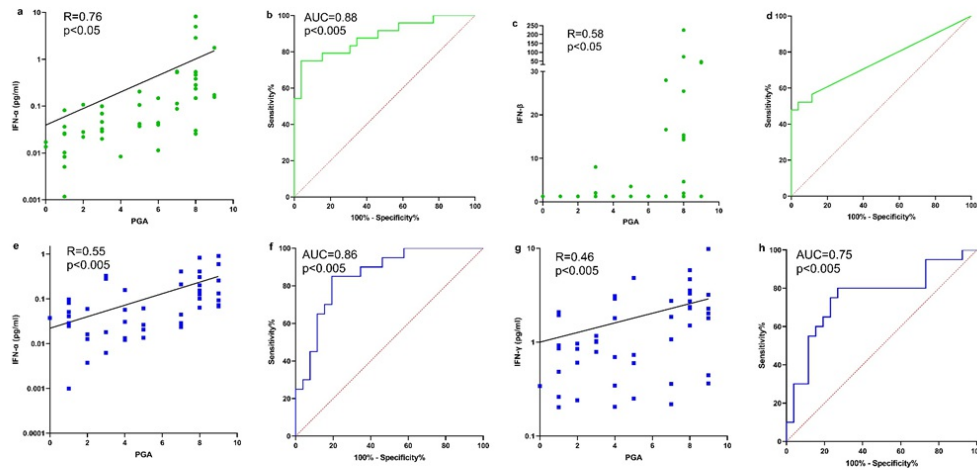 a
R=0.76
p<0.05
IFN-α (pg/ml)
10
1
0.1
0.01
0.001
0 2 4 6 8 10
PGA
b
AUC=0.88
p<0.005
Sensitivity%
100
80
60
40
20
0
0 20 40 60 80 100
100% - Specificity%
c
R=0.58
p<0.05
IFN-β
250
200
150
100
50
30
20
10
0
0 2 4 6 8 10
PGA
d
Sensitivity%
100
80
60
40
20
0
0 20 40 60 80 100
100% - Specificity%
e
R=0.55
p<0.005
IFN-α (pg/ml)
1
0.1
0.01
0.001
0.0001
0 2 4 6 8 10
PGA
f
AUC=0.86
p<0.005
Sensitivity%
100
80
60
40
20
0
0 20 40 60 80 100
100% - Specificity%
g
R=0.46
p<0.005
IFN-γ (pg/ml)
10
1
0.1
0 2 4 6 8 10
PGA
h
AUC=0.75
p<0.005
Sensitivity%
100
80
60
40
20
0
0 20 40 60 80 100
100% - Specificity%